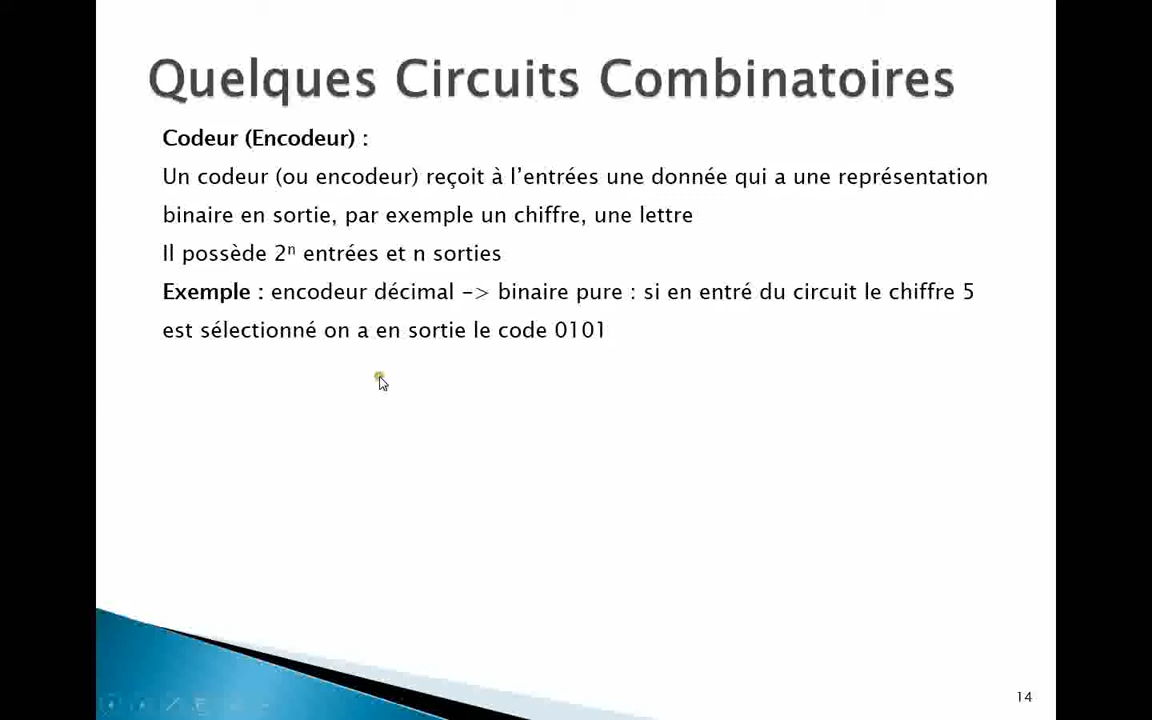 Quelques Circuits Combinatoires
Codeur (Encodeur) :
Un codeur (ou encodeur) reçoit à l’entrées une donnée qui a une représentation
binaire en sortie, par exemple un chiffre, une lettre
Il possède 2ⁿ entrées et n sorties
Exemple : encodeur décimal -> binaire pure : si en entré du circuit le chiffre 5
est sélectionné on a en sortie le code 0101
14